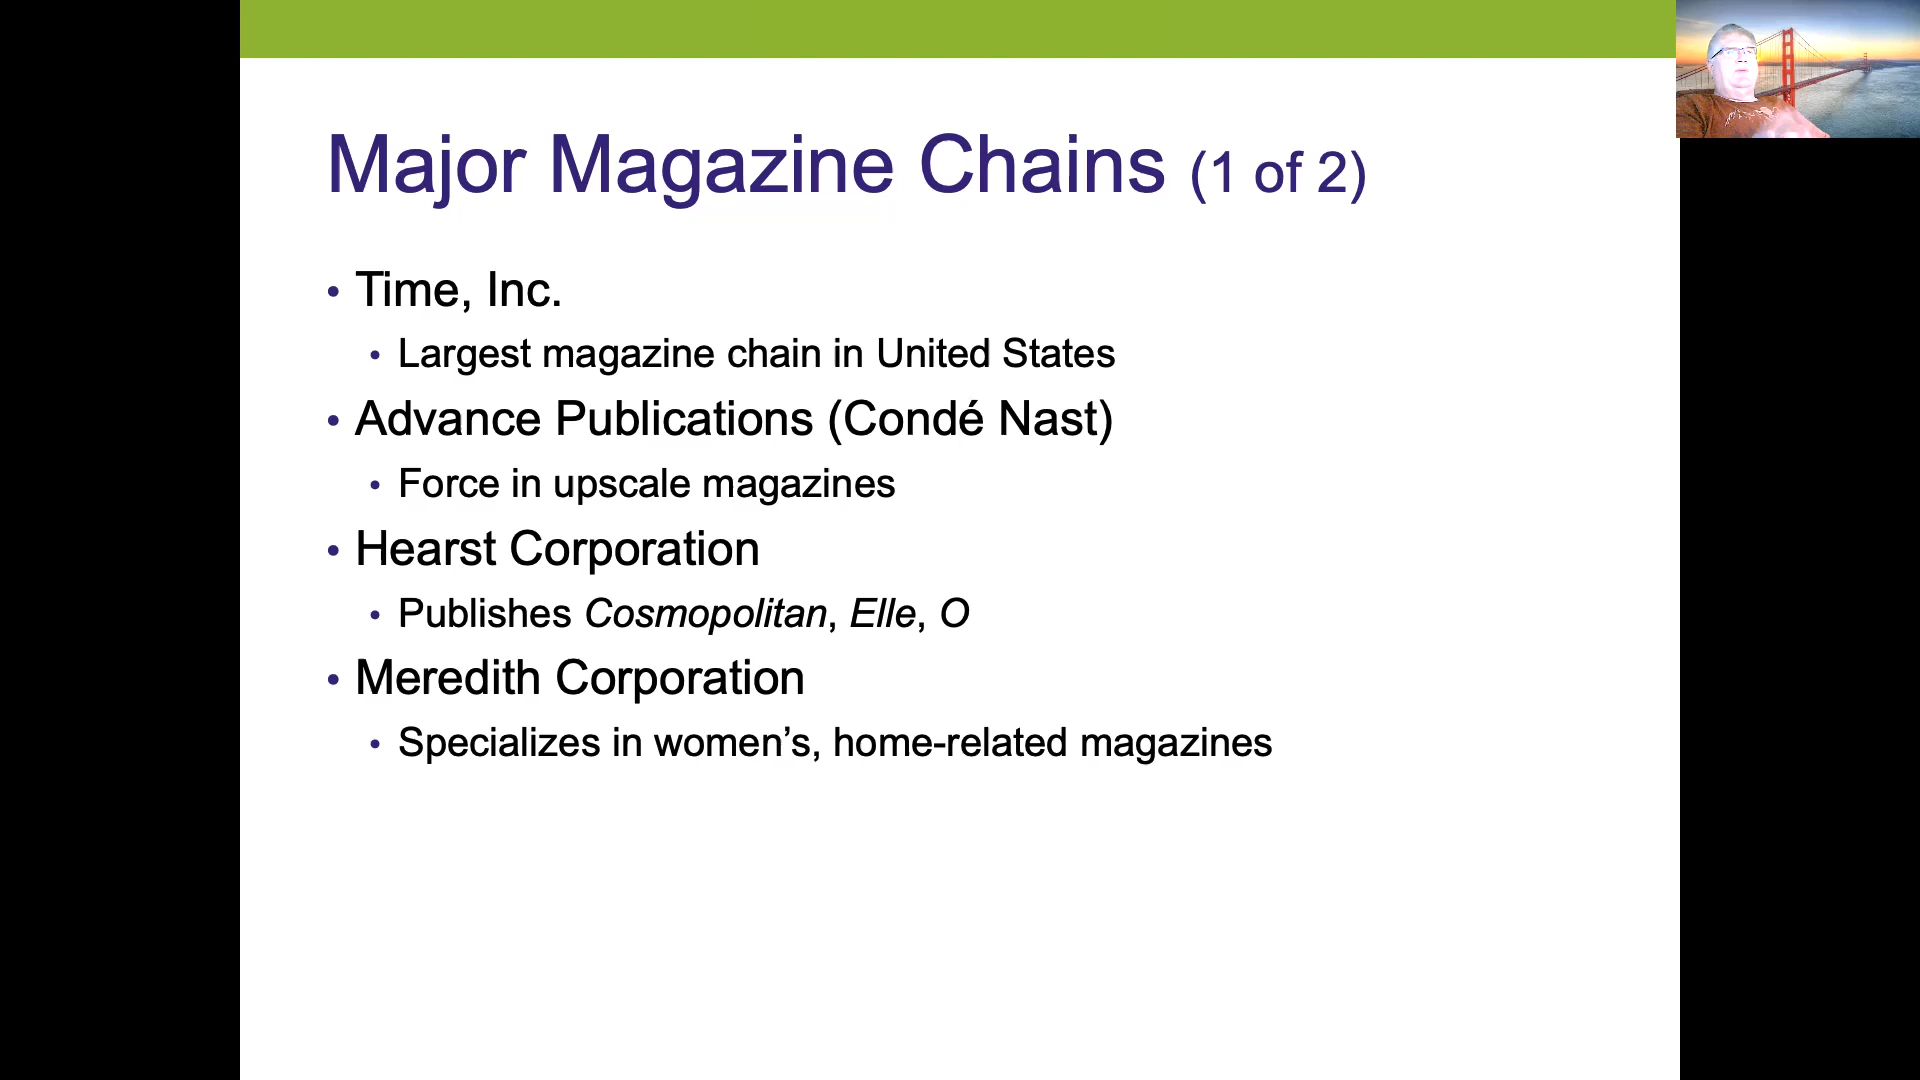 Major Magazine Chains (1 of 2)
• Time, Inc.
• Largest magazine chain in United States
• Advance Publications (Condé Nast)
• Force in upscale magazines
• Hearst Corporation
• Publishes Cosmopolitan, Elle, O
• Meredith Corporation
• Specializes in women’s, home-related magazines